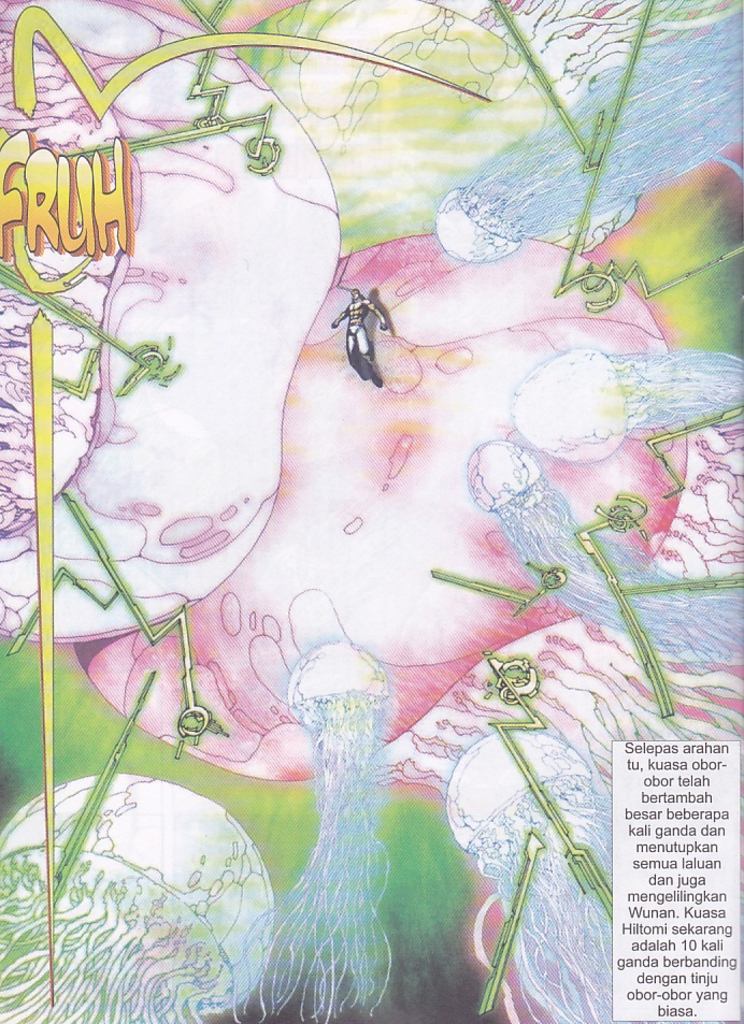 FRUH
Selepas arahan
tu, kuasa obor-
obor telah
bertambah
besar beberapa
kali ganda dan
menutupkan
semua laluan
dan juga
mengelilingkan
Wunan. Kuasa
Hiltomi sekarang
adalah 10 kali
ganda berbanding
dengan tinju
obor-obor yang
biasa.